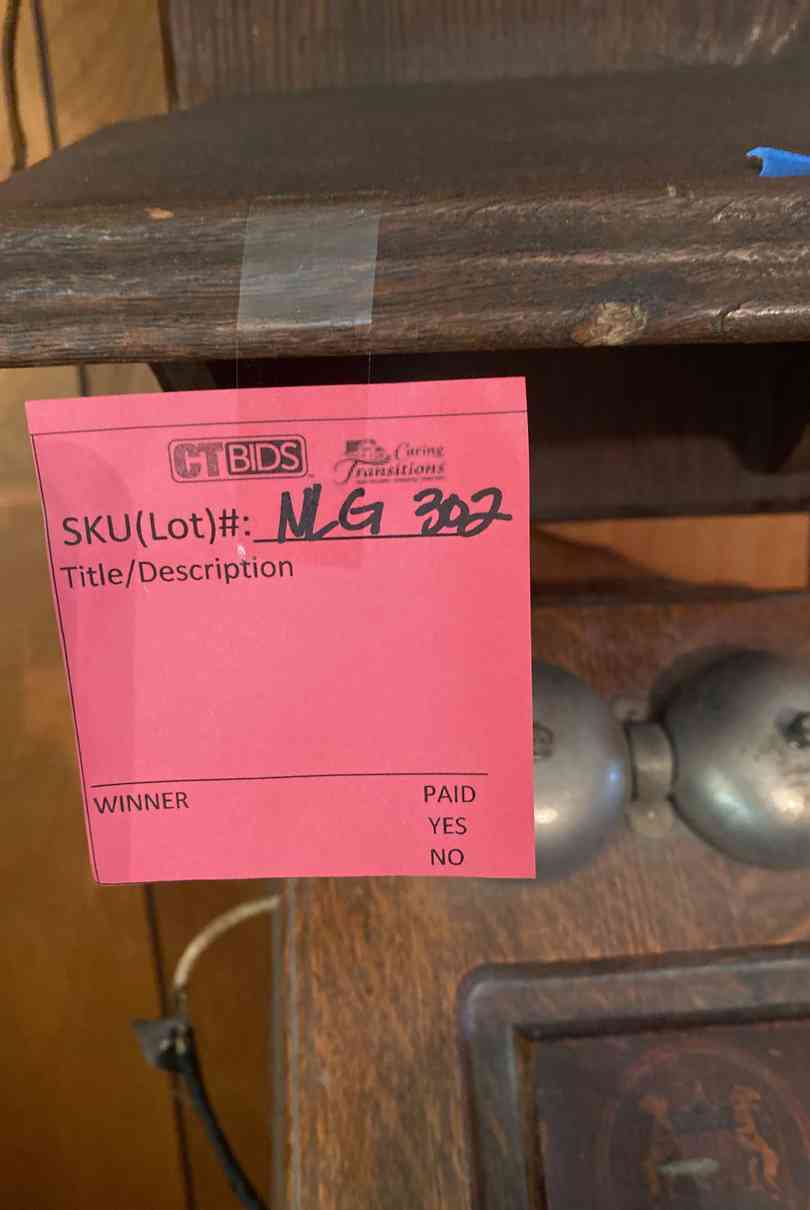 CTBIDS Caring
Transitions
SKU(Lot)#: NLG 302
Title/Description
WINNER PAID
YES
NO